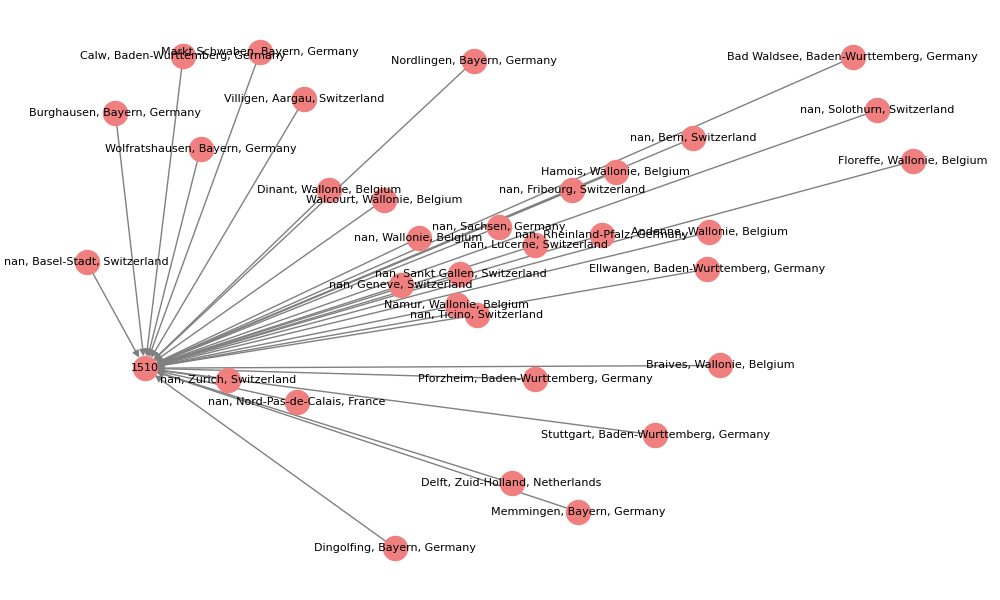 Markt Schwaben, Bayern, Germany
Calw, Baden-Wurttemberg, Germany
Nordlingen, Bayern, Germany
Bad Waldsee, Baden-Wurttemberg, Germany
Villigen, Aargau, Switzerland
Burghausen, Bayern, Germany
nan, Solothurn, Switzerland
nan, Bern, Switzerland
Wolfratshausen, Bayern, Germany
Floreffe, Wallonie, Belgium
Hamois, Wallonie, Belgium
Dinant, Wallonie, Belgium
nan, Fribourg, Switzerland
Walcourt, Wallonie, Belgium
nan, Sachsen, Germany
Andenne, Wallonie, Belgium
nan, Rheinland-Pfalz, Germany
nan, Wallonie, Belgium
nan, Lucerne, Switzerland
nan, Basel-Stadt, Switzerland
Ellwangen, Baden-Wurttemberg, Germany
nan, Sankt Gallen, Switzerland
nan, Geneve, Switzerland
Namur, Wallonie, Belgium
nan, Ticino, Switzerland
Braives, Wallonie, Belgium
1510
nan, Zurich, Switzerland
Pforzheim, Baden-Wurttemberg, Germany
nan, Nord-Pas-de-Calais, France
Stuttgart, Baden-Wurttemberg, Germany
Delft, Zuid-Holland, Netherlands
Memmingen, Bayern, Germany
Dingolfing, Bayern, Germany